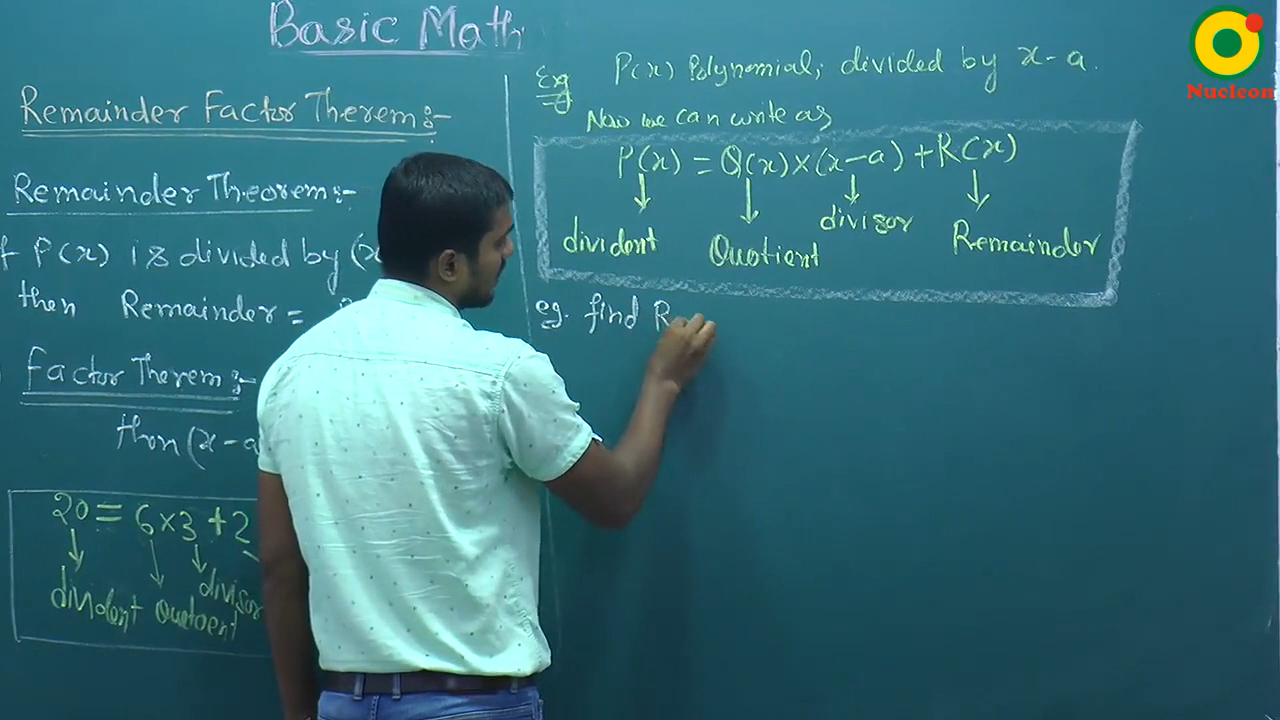 Basic Math
Remainder Factor Therem:-
Remainder Theorem:-
f P(x) is divided by (x
then Remainder =
Factor Therem:-
then (x-a
20 = 6 x 3 + 2
divisor
divident Quotient
Eg P(x) Polynomial, divided by x-a.
Now we can write as
P(x) = Q(x) x (x-a) + R(x)
divident Quotient divisor Remainder
eg. find R
Nucleon